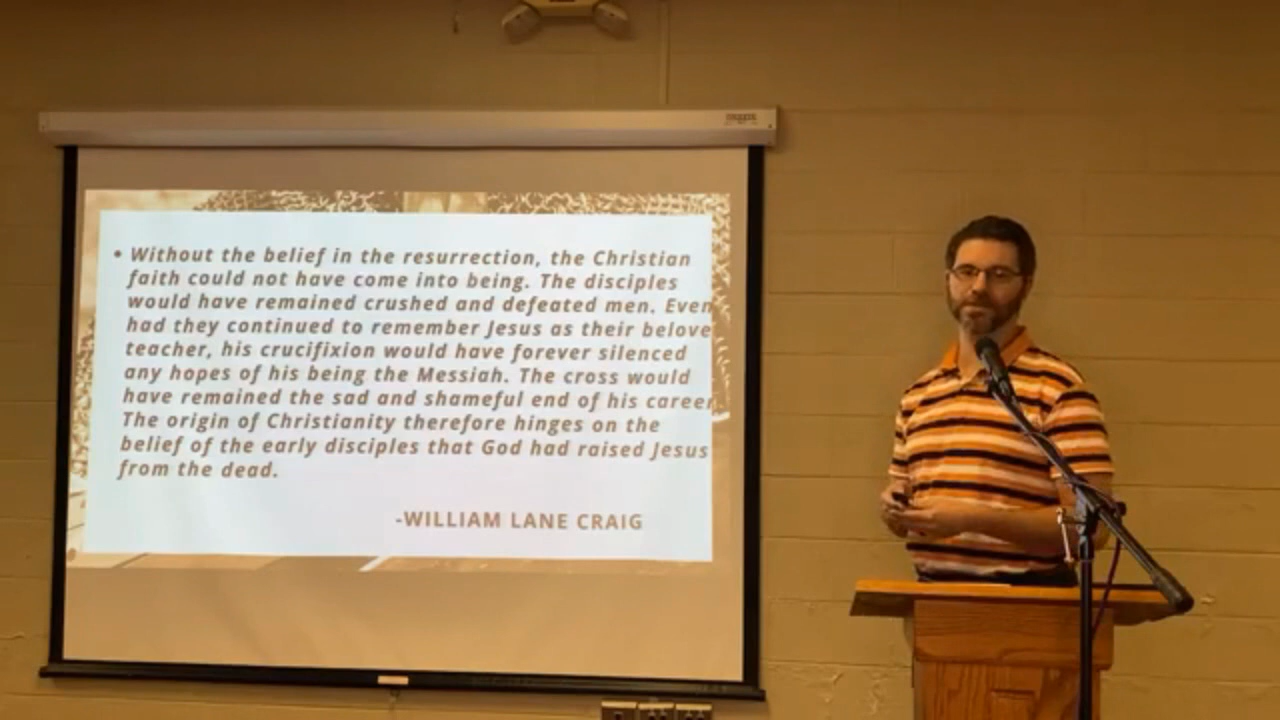 • Without the belief in the resurrection, the Christian
faith could not have come into being. The disciples
would have remained crushed and defeated men. Even
had they continued to remember Jesus as their belove
teacher, his crucifixion would have forever silenced
any hopes of his being the Messiah. The cross would
have remained the sad and shameful end of his career
The origin of Christianity therefore hinges on the
belief of the early disciples that God had raised Jesus
from the dead.
-WILLIAM LANE CRAIG